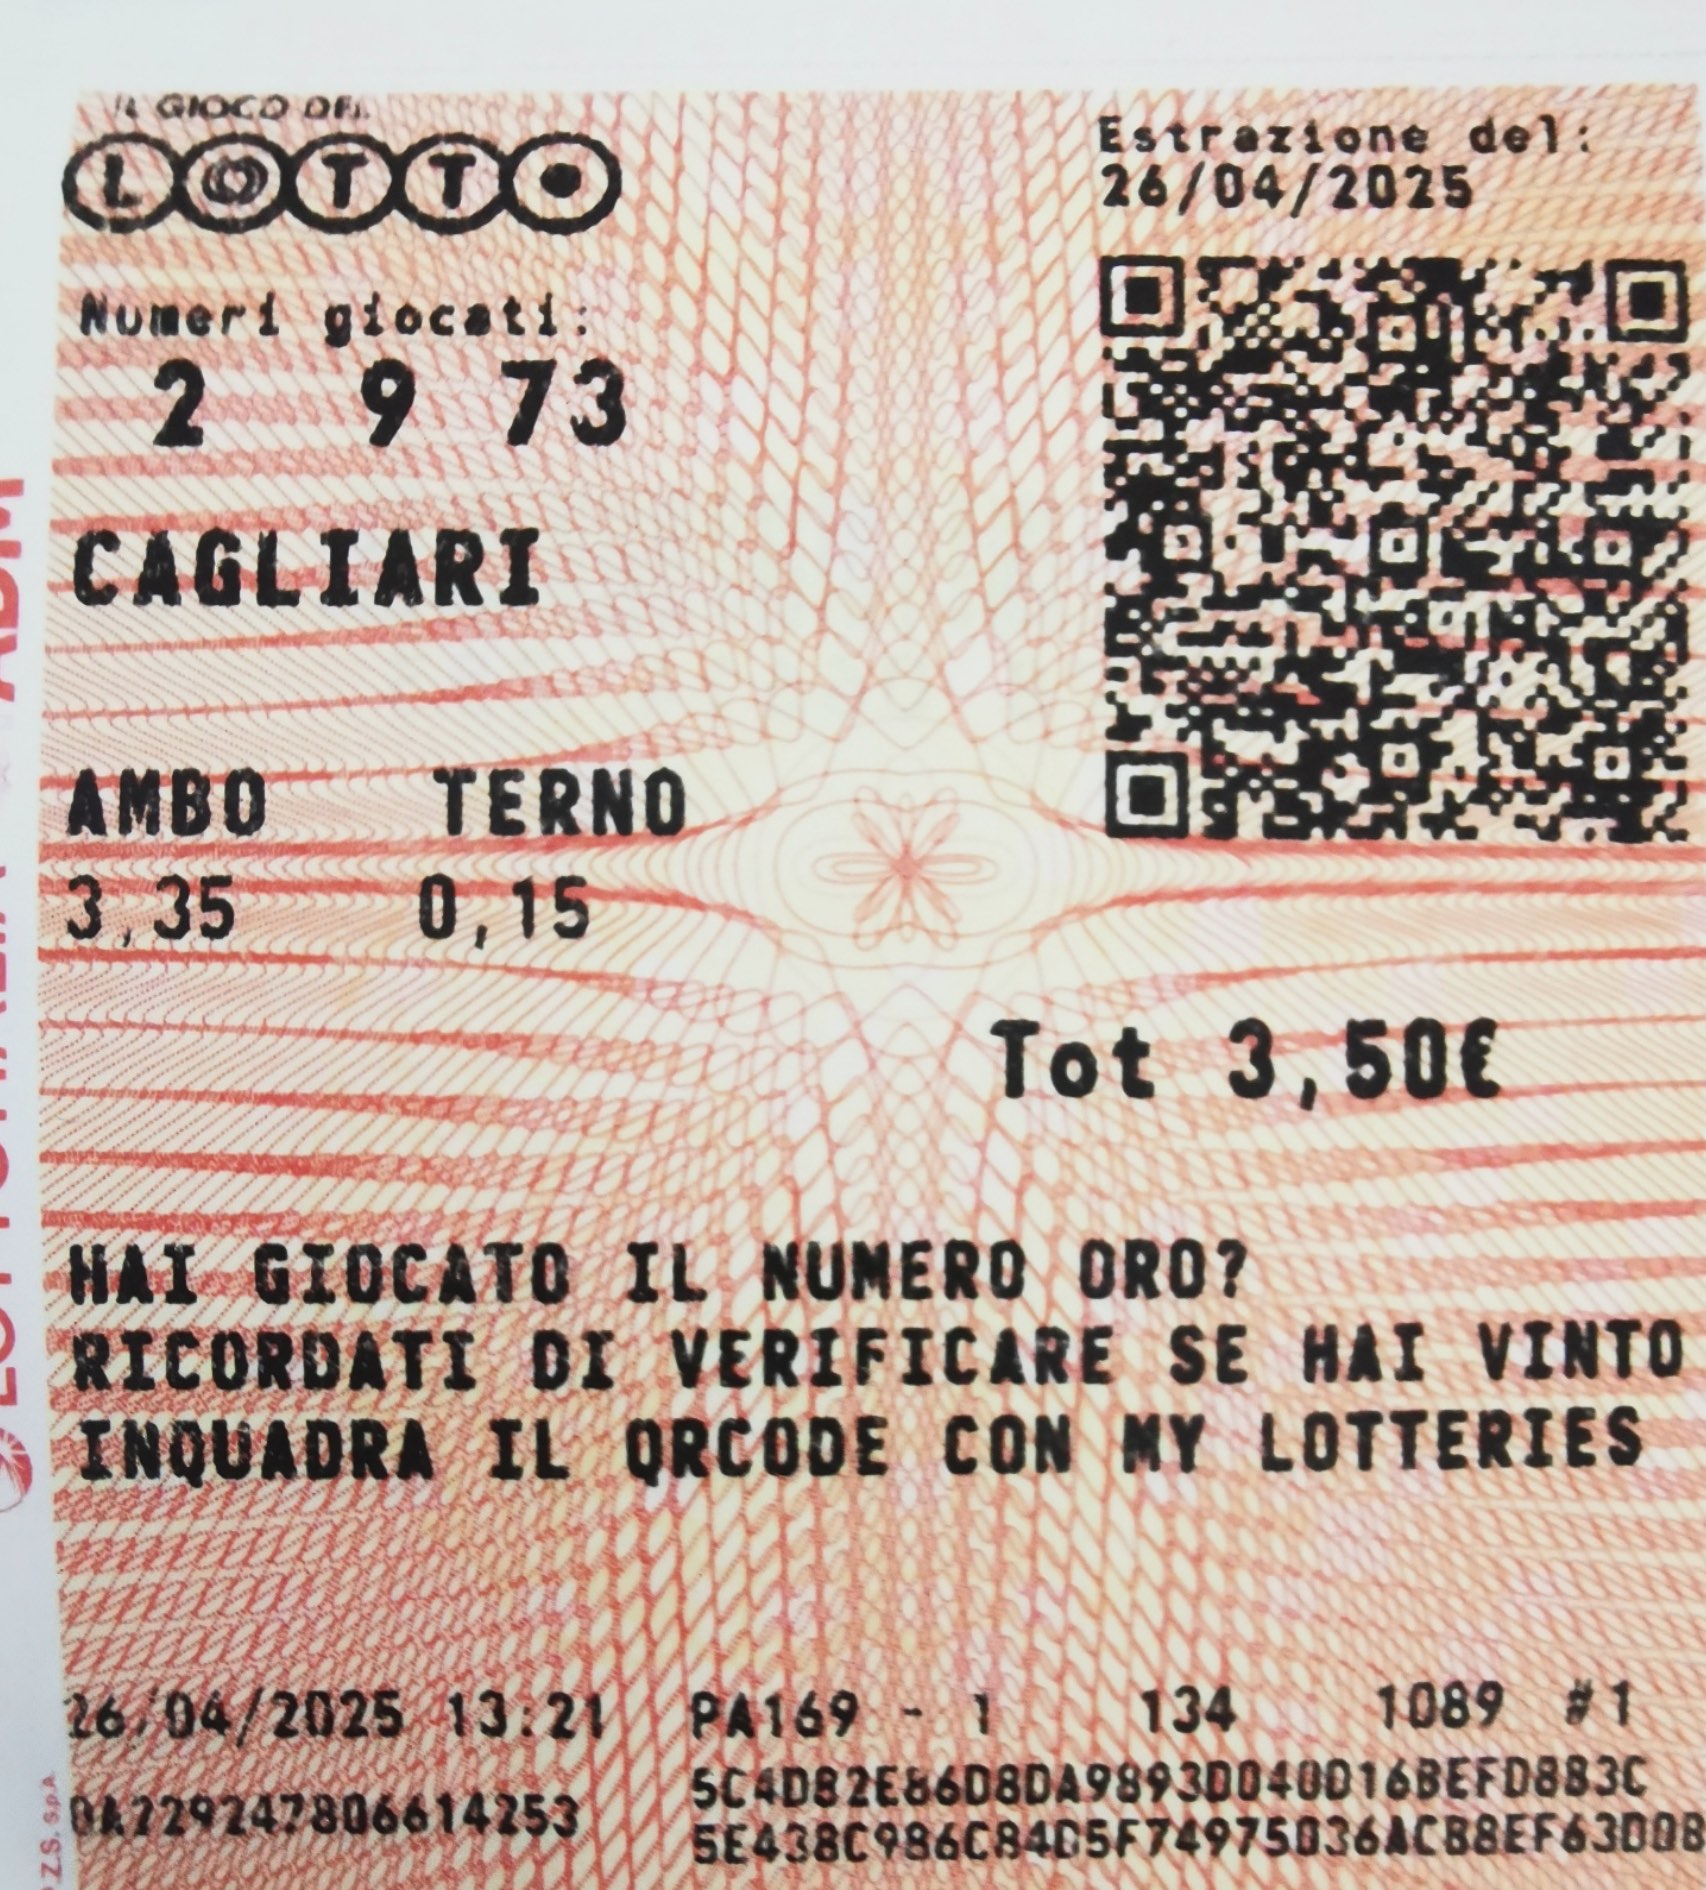 IL GIOCO DEL
LOTTO
Estrazione del:
26/04/2025
Numeri giocati:
2 9 73
CAGLIARI
AMBO TERNO
3,35 0,15
Tot 3,50€
HAI GIOCATO IL NUMERO ORO?
RICORDATI DI VERIFICARE SE HAI VINTO
INQUADRA IL QRCODE CON MY LOTTERIES
26/04/2025 13:21 PA169 - 1 134 1089 #1
5C4D82E86D8DA9893D040D16BEFD883C
0A229247806614253
5E438C986C84D5F74975036ACB8EF63D0B
ADM